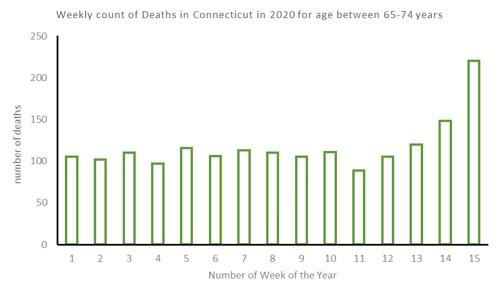 Weekly count of Deaths in Connecticut in 2020 for age between 65-74 years
250
200
150
100
50
0
number of deaths
1 2 3 4 5 6 7 8 9 10 11 12 13 14 15
Number of Week of the Year